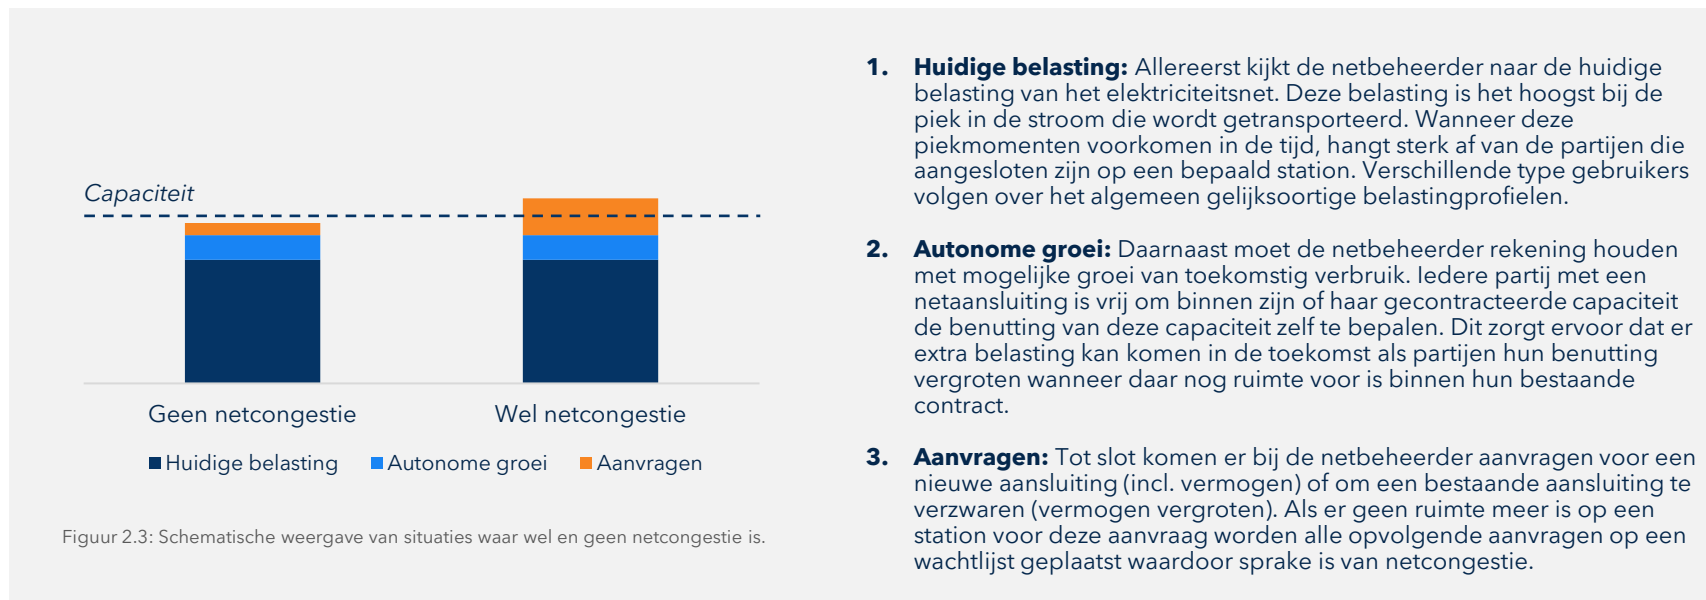 Capaciteit
Geen netcongestie
Wel netcongestie
Huidige belasting
Autonome groei
Aanvragen
Figuur 2.3: Schematische weergave van situaties waar wel en geen netcongestie is.
1. Huidige belasting: Allereerst kijkt de netbeheerder naar de huidige
belasting van het elektriciteitsnet. Deze belasting is het hoogst bij de
piek in de stroom die wordt getransporteerd. Wanneer deze
piekmomenten voorkomen in de tijd, hangt sterk af van de partijen die
aangesloten zijn op een bepaald station. Verschillende type gebruikers
volgen over het algemeen gelijksoortige belastingprofielen.
2. Autonome groei: Daarnaast moet de netbeheerder rekening houden
met mogelijke groei van toekomstig verbruik. Iedere partij met een
netaansluiting is vrij om binnen zijn of haar gecontracteerde capaciteit
de benutting van deze capaciteit zelf te bepalen. Dit zorgt ervoor dat er
extra belasting kan komen in de toekomst als partijen hun benutting
vergroten wanneer daar nog ruimte voor is binnen hun bestaande
contract.
3. Aanvragen: Tot slot komen er bij de netbeheerder aanvragen voor een
nieuwe aansluiting (incl. vermogen) of om een bestaande aansluiting te
verzwaren (vermogen vergroten). Als er geen ruimte meer is op een
station voor deze aanvraag worden alle opvolgende aanvragen op een
wachtlijst geplaatst waardoor sprake is van netcongestie.